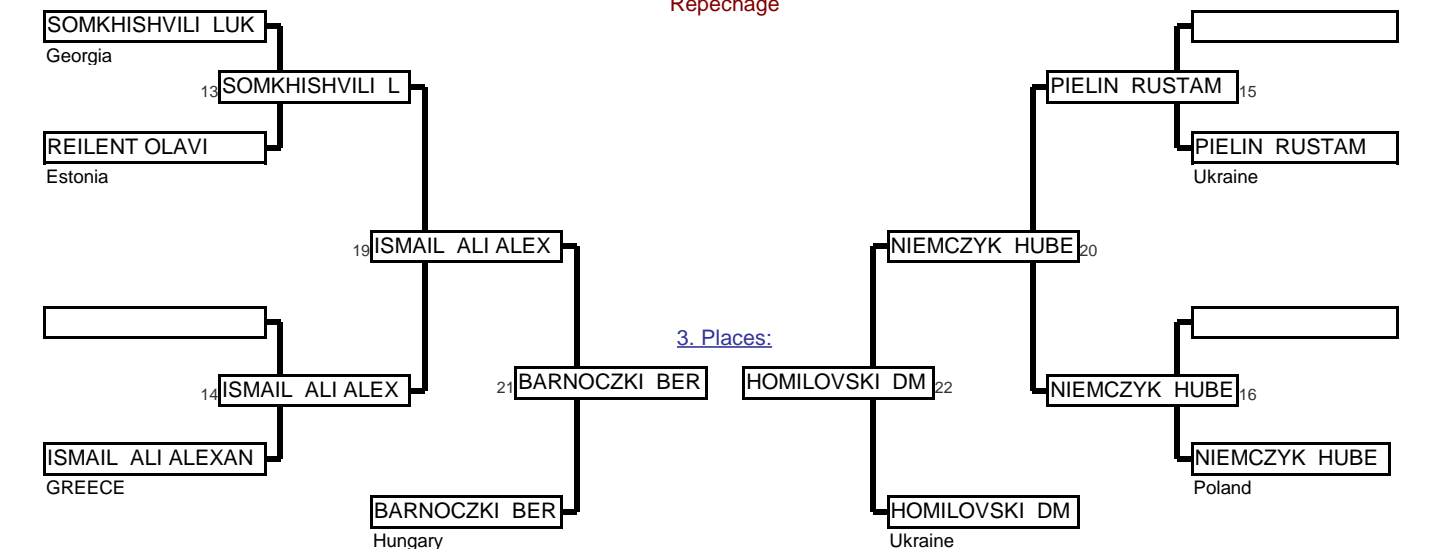 Repechage
SOMKHISHVILI LUK
Georgia
13 SOMKHISHVILI L
PIELIN RUSTAM 15
REILENT OLAVI
Estonia
PIELIN RUSTAM
Ukraine
19 ISMAIL ALI ALEX
NIEMCZYK HUBE 20
3. Places:
14 ISMAIL ALI ALEX
21 BARNOCZKI BER
HOMILOVSKI DM 22
NIEMCZYK HUBE 16
ISMAIL ALI ALEXAN
GREECE
NIEMCZYK HUBE
Poland
BARNOCZKI BER
Hungary
HOMILOVSKI DM
Ukraine